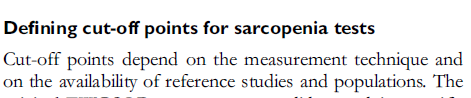 Defining cut-off points for sarcopenia tests
Cut-off points depend on the measurement technique and
on the availability of reference studies and populations. The